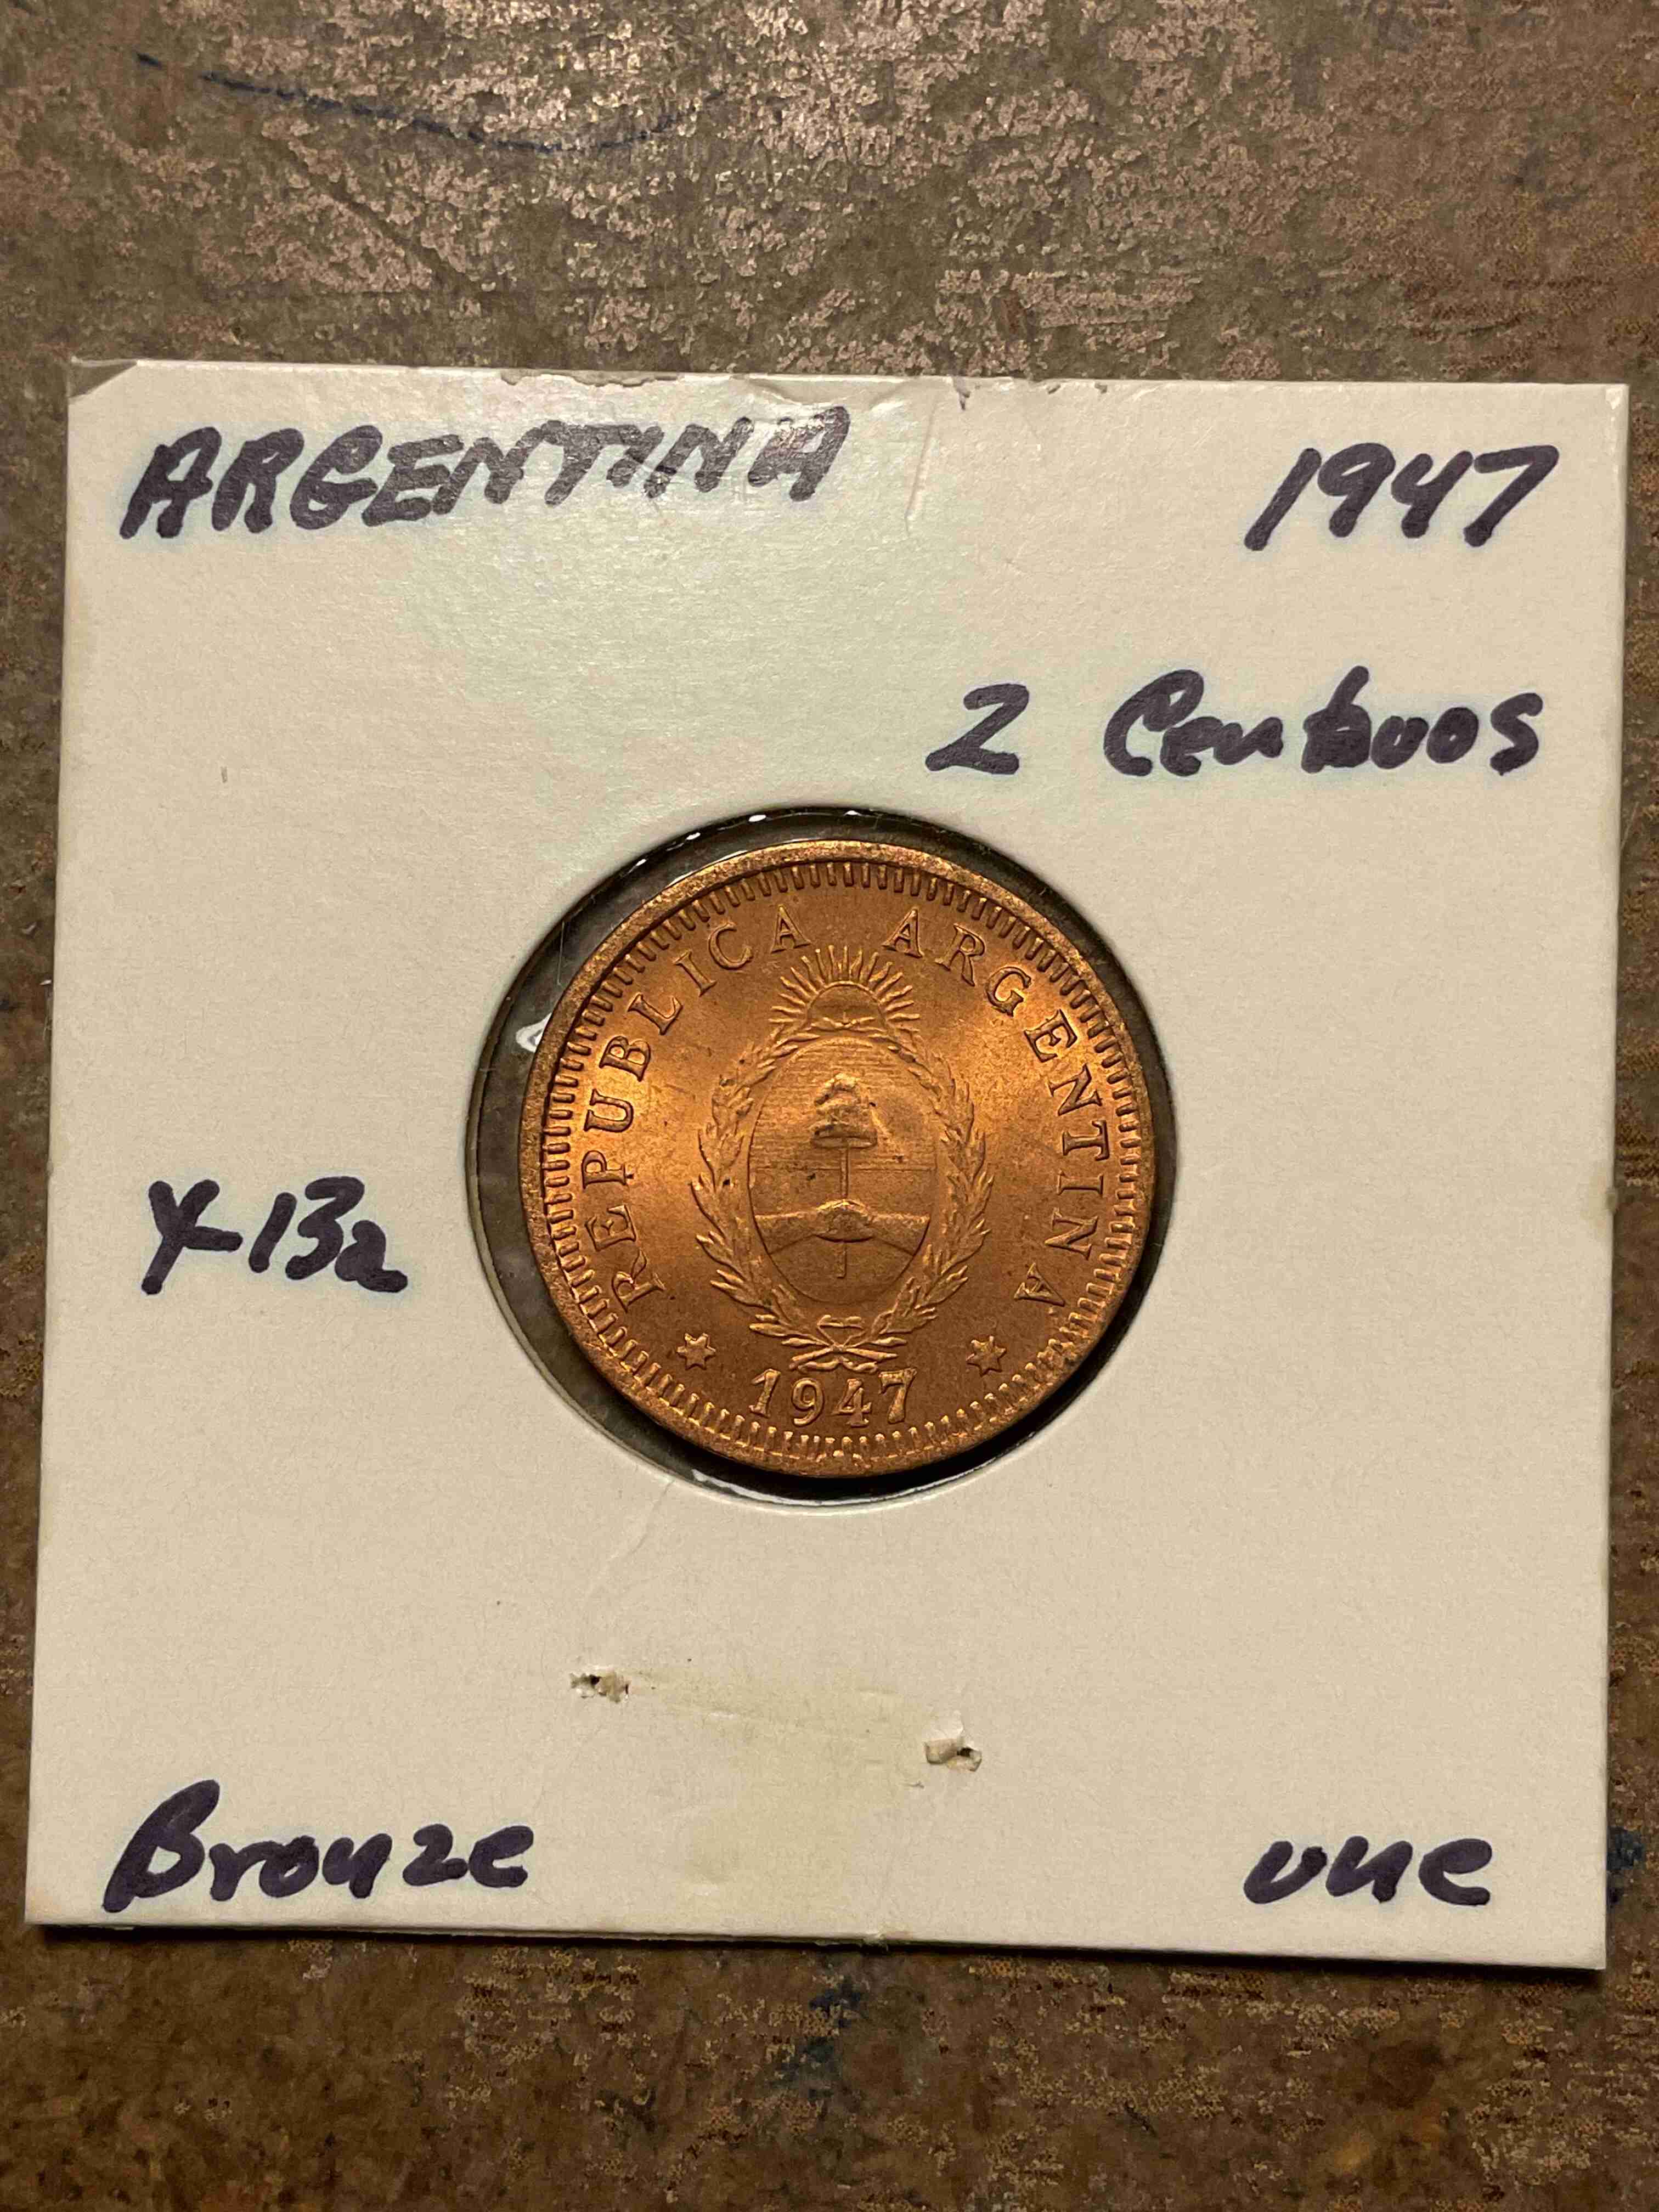 ARGENTINA 1947
2 Centavos
REPUBLICA ARGENTINA
1947
Y-13a
Bronze unc